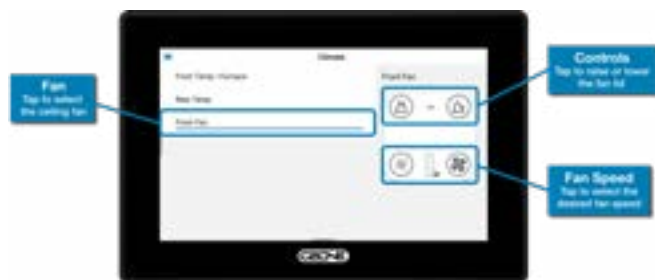 Climate
Front Temp / Furnace
Rear Temp
Front Fan
Front Fan
Fan
Tap to select
the ceiling fan
Controls
Tap to raise or lower
the fan lid
Fan Speed
Tap to select the
desired fan speed
OZONE